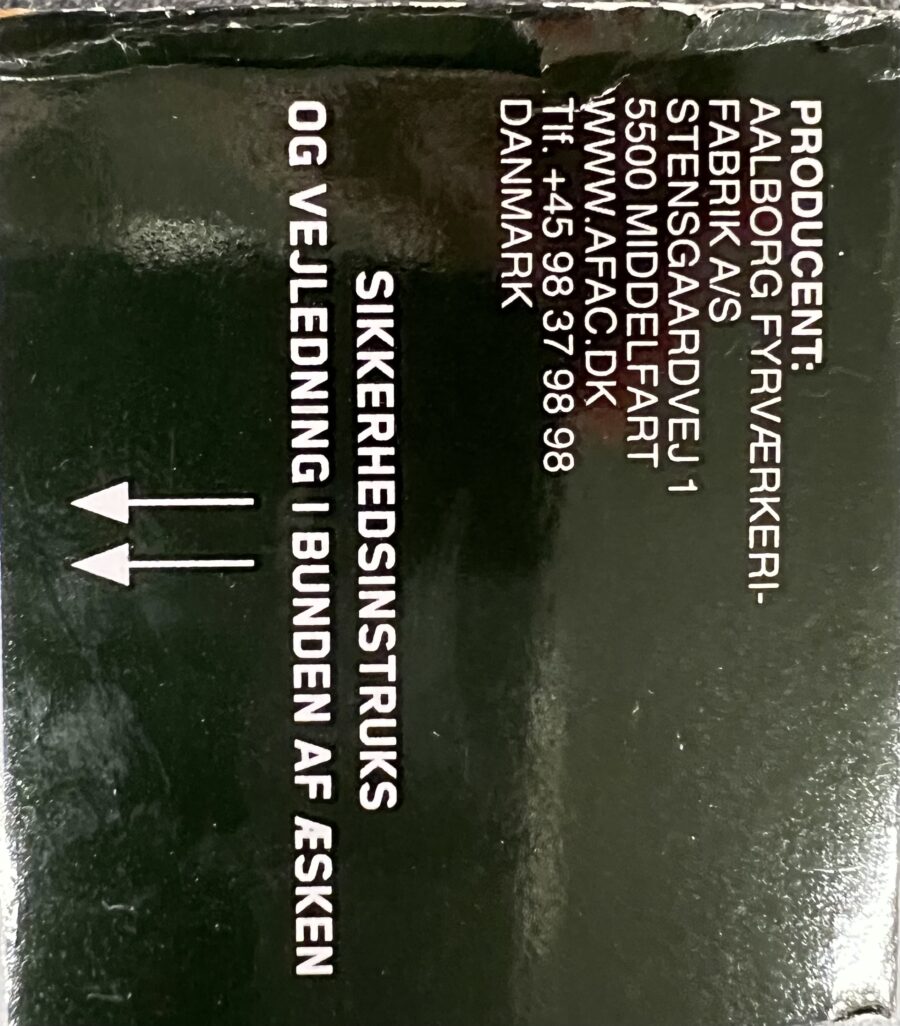 PRODUCENT:
AALBORG FYRVÆRKERI-
FABRIK A/S
STENSGAARDVEJ 1
5500 MIDDELFART
WWW.AFAC.DK
Tlf. +45 98 37 98 98
DANMARK
SIKKERHEDSINSTRUKS
OG VEJLEDNING I BUNDEN AF ÆSKEN